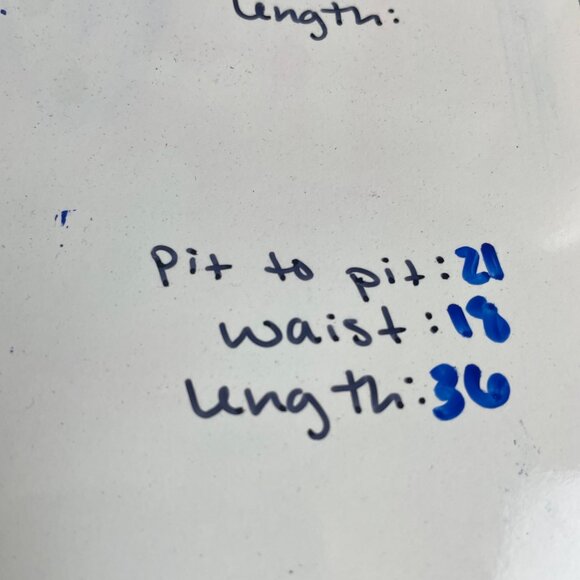 length:
pit to pit:21
waist:18
length:36